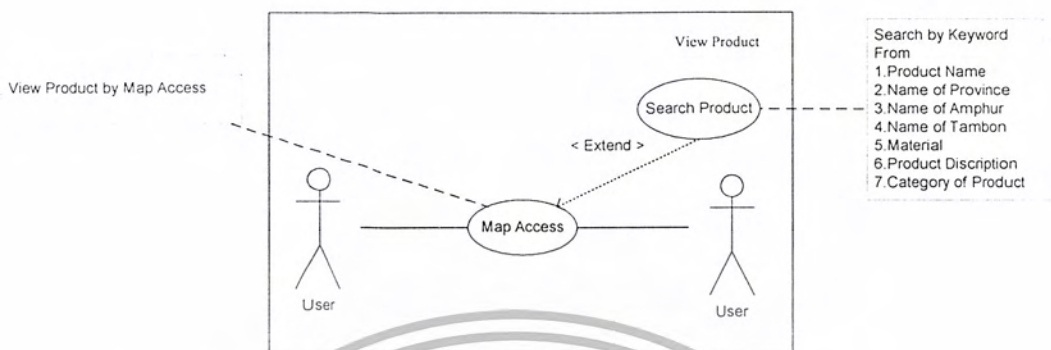 View Product
Search by Keyword
From
1.Product Name
2.Name of Province
3.Name of Amphur
4.Name of Tambon
5.Material
6.Product Discription
7.Category of Product
View Product by Map Access
Search Product
< Extend >
Map Access
User
User